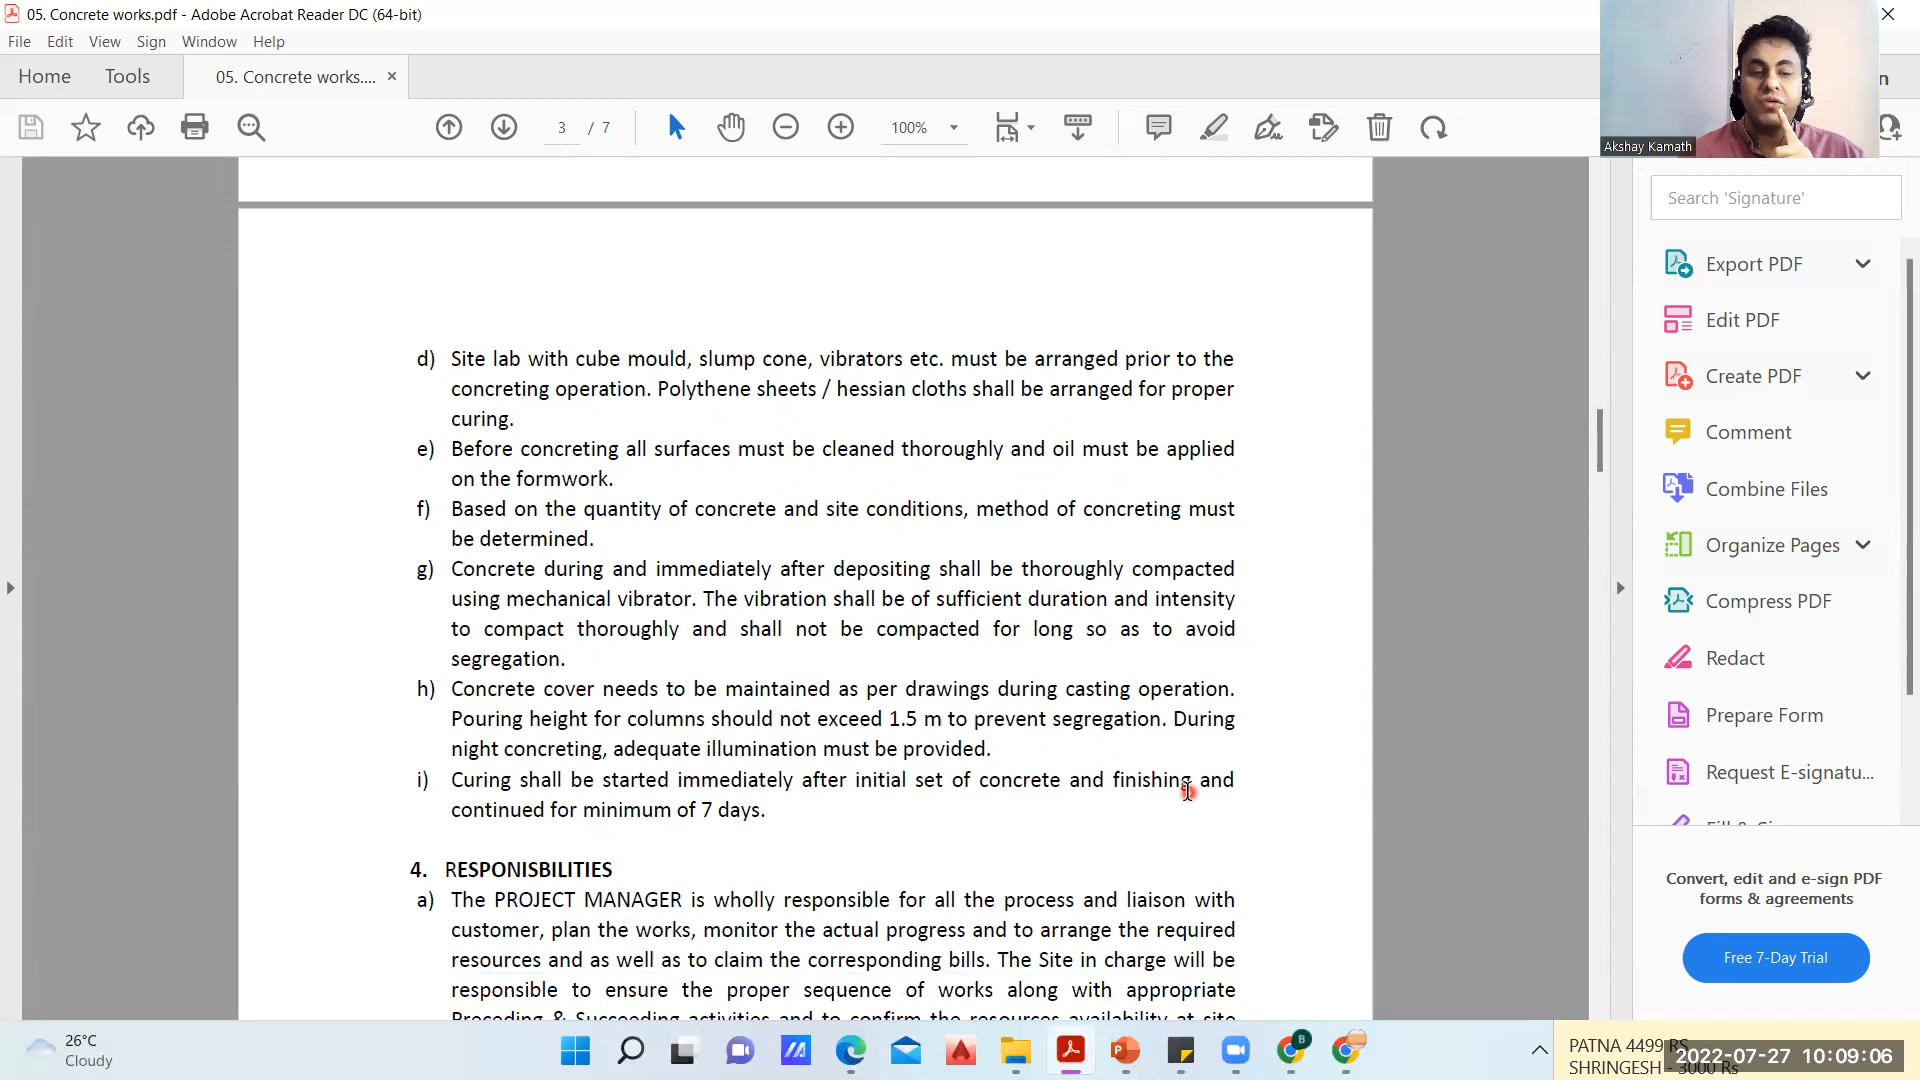 05. Concrete works.pdf - Adobe Acrobat Reader DC (64-bit)
File Edit View Sign Window Help
Home Tools 05. Concrete works....
3 / 7 100%
Akshay Kamath
Search 'Signature'
Export PDF
Edit PDF
Create PDF
Comment
Combine Files
Organize Pages
Compress PDF
Redact
Prepare Form
Request E-signatu...
Convert, edit and e-sign PDF
forms & agreements
Free 7-Day Trial
d) Site lab with cube mould, slump cone, vibrators etc. must be arranged prior to the
concreting operation. Polythene sheets / hessian cloths shall be arranged for proper
curing.
e) Before concreting all surfaces must be cleaned thoroughly and oil must be applied
on the formwork.
f) Based on the quantity of concrete and site conditions, method of concreting must
be determined.
g) Concrete during and immediately after depositing shall be thoroughly compacted
using mechanical vibrator. The vibration shall be of sufficient duration and intensity
to compact thoroughly and shall not be compacted for long so as to avoid
segregation.
h) Concrete cover needs to be maintained as per drawings during casting operation.
Pouring height for columns should not exceed 1.5 m to prevent segregation. During
night concreting, adequate illumination must be provided.
i) Curing shall be started immediately after initial set of concrete and finishing and
continued for minimum of 7 days.
4. RESPONISBILITIES
a) The PROJECT MANAGER is wholly responsible for all the process and liaison with
customer, plan the works, monitor the actual progress and to arrange the required
resources and as well as to claim the corresponding bills. The Site in charge will be
responsible to ensure the proper sequence of works along with appropriate
Preceding & Succeeding activities and to confirm the resources availability at site
26°C
Cloudy
PATNA 4499 RS
SHRINGESH - 3000 Rs
2022-07-27 10:09:06